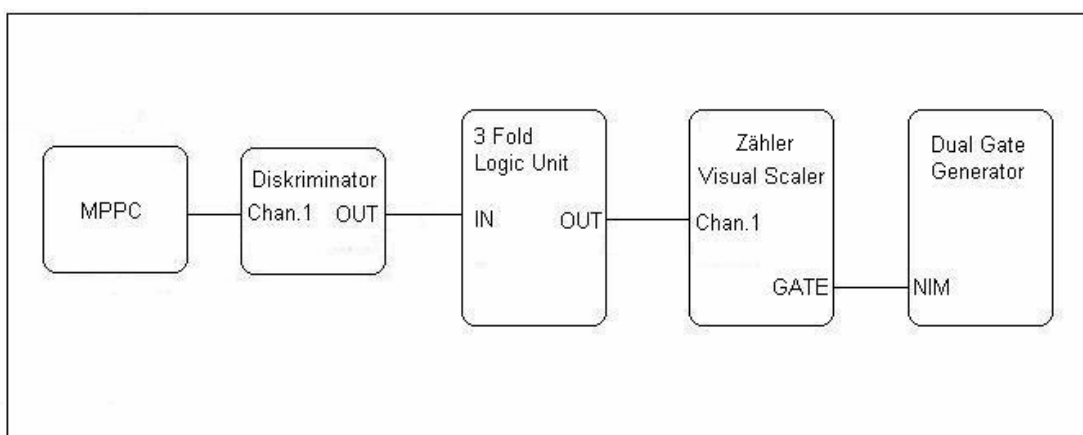 MPPC
Diskriminator
Chan.1 OUT
3 Fold
Logic Unit
IN OUT
Zähler
Visual Scaler
Chan.1
GATE
Dual Gate
Generator
NIM